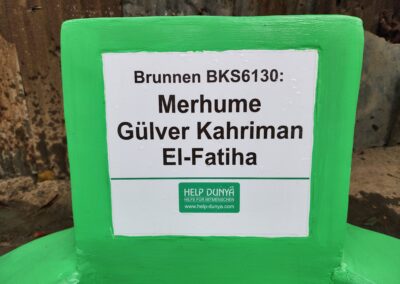 Brunnen BKS6130:
Merhume
Gülver Kahriman
El-Fatiha
HELP DUNYA
HILFE FÜR MITMENSCHEN
www.help-dunya.com